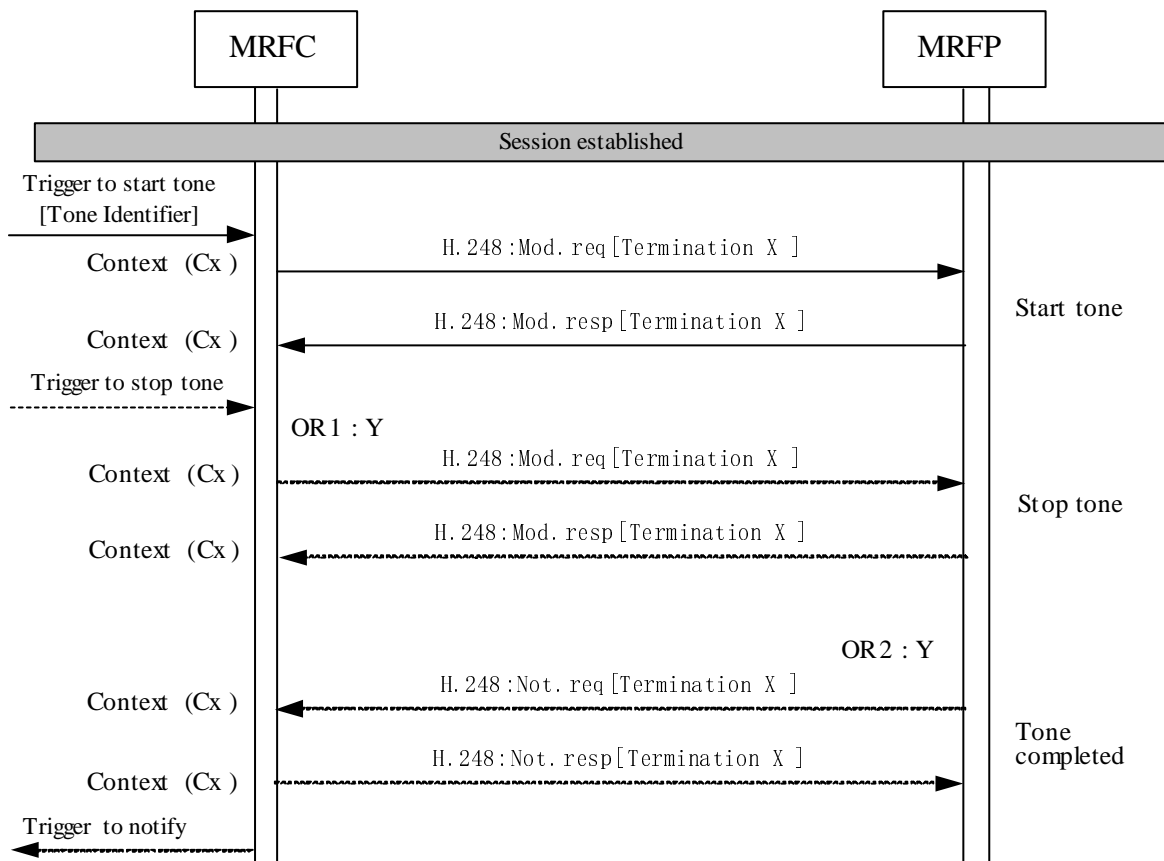 MRFC
MRFP
Session established
Trigger to start tone
[Tone Identifier]
H.248:Mod.req[Termination X ]
Context (Cx )
Start tone
H.248:Mod.resp[Termination X ]
Context (Cx )
Trigger to stop tone
OR1 : Y
H.248:Mod.req[Termination X ]
Context (Cx )
Stop tone
H.248:Mod.resp[Termination X ]
Context (Cx )
OR2 : Y
H.248:Not.req[Termination X ]
Context (Cx )
Tone
completed
H.248:Not.resp[Termination X ]
Context (Cx )
Trigger to notify